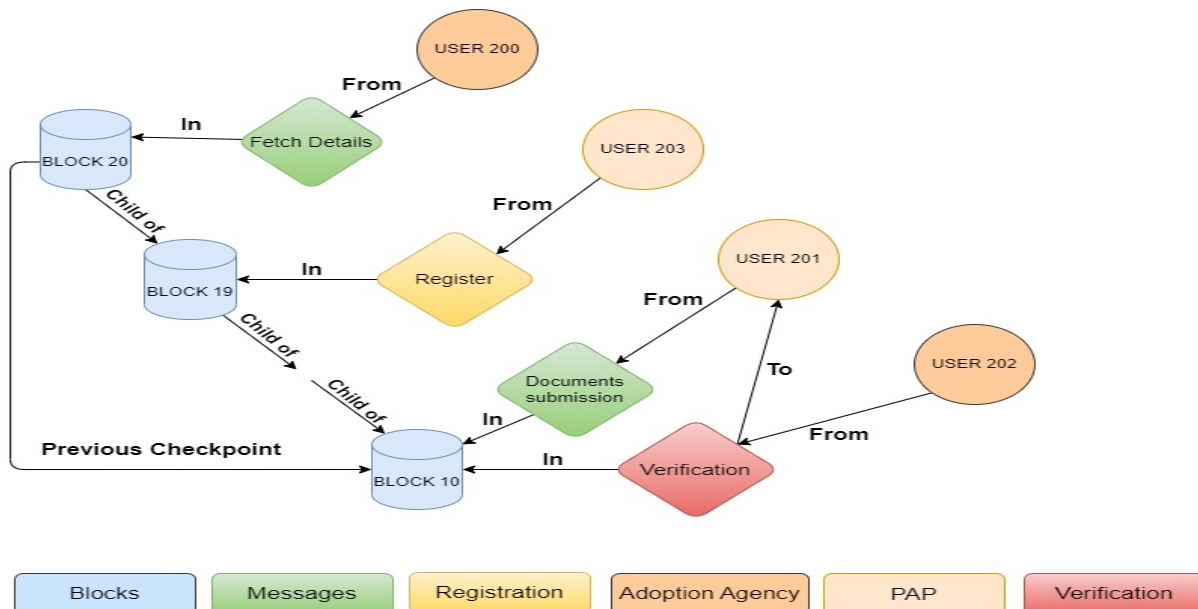 USER 200
From
In
Fetch Details
BLOCK 20
USER 203
Child of
From
In
Register
BLOCK 19
USER 201
From
Child of
To
USER 202
Child of
Documents
submission
In
From
Previous Checkpoint
In
Verification
BLOCK 10
Blocks
Messages
Registration
Adoption Agency
PAP
Verification